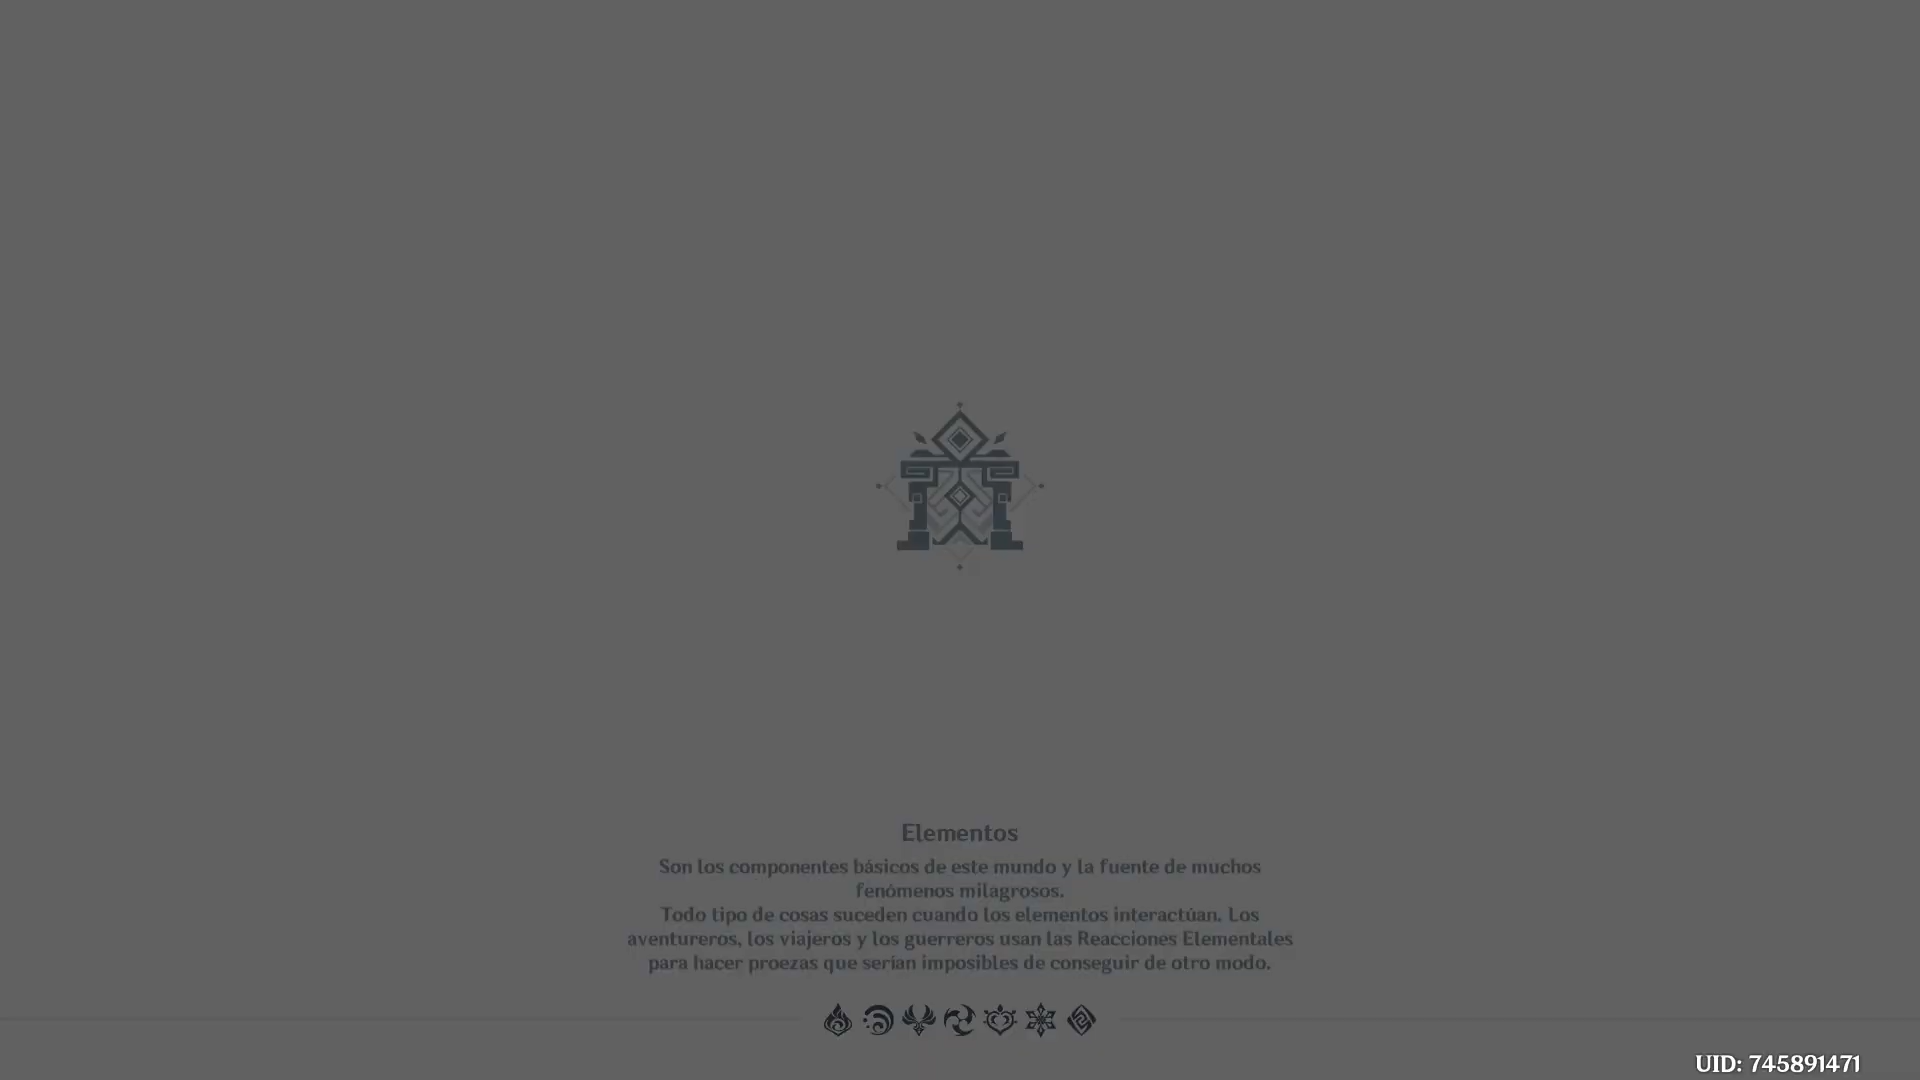 Elementos
Son los componentes básicos de este mundo y la fuente de muchos
fenómenos milagrosos.
Todo tipo de cosas suceden cuando los elementos interactúan. Los
aventureros, los viajeros y los guerreros usan las Reacciones Elementales
para hacer proezas que serían imposibles de conseguir de otro modo.
UID: 745891471